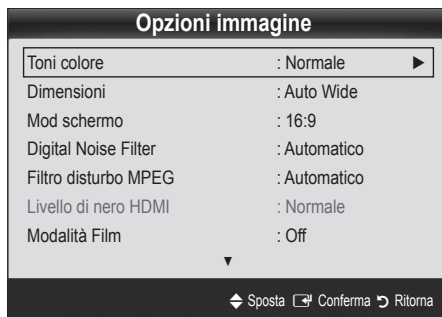 Opzioni immagine
Toni colore : Normale ►
Dimensioni : Auto Wide
Mod schermo : 16:9
Digital Noise Filter : Automatico
Filtro disturbo MPEG : Automatico
Livello di nero HDMI : Normale
Modalità Film : Off
▼
Sposta Conferma Ritorna